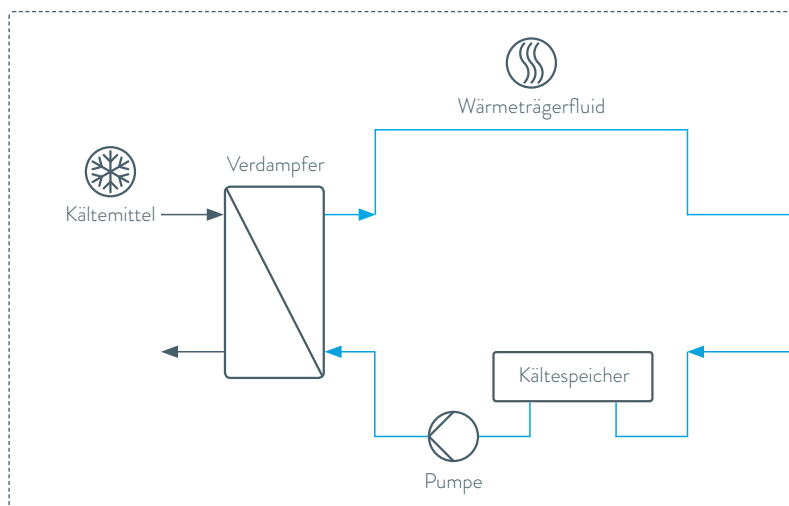 Wärmeträgerfluid
Verdampfer
Kältemittel
Kältespeicher
Pumpe